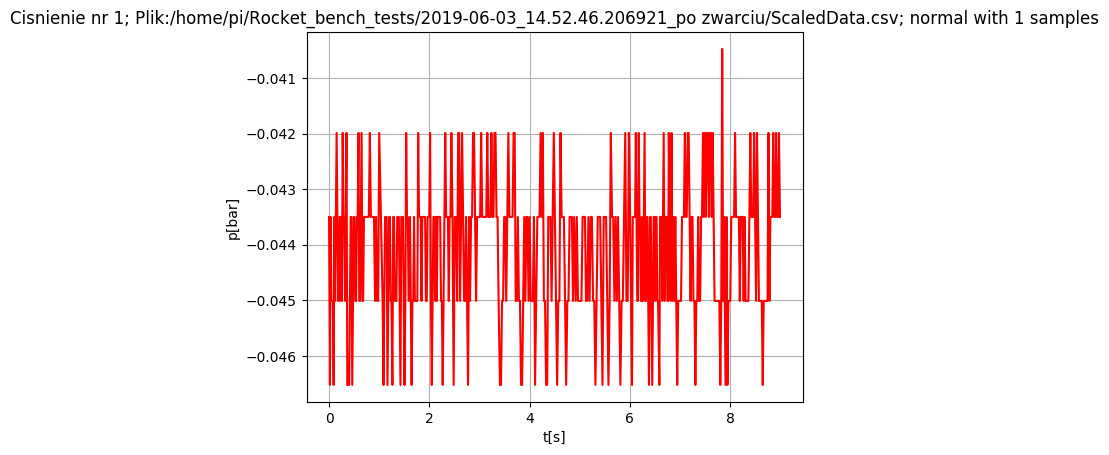 Cisnienie nr 1; Plik:/home/pi/Rocket_bench_tests/2019-06-03_14.52.46.206921_po zwarciu/ScaledData.csv; normal with 1 samples
−0.041
−0.042
−0.043
−0.044
−0.045
−0.046
p[bar]
0 2 4 6 8
t[s]